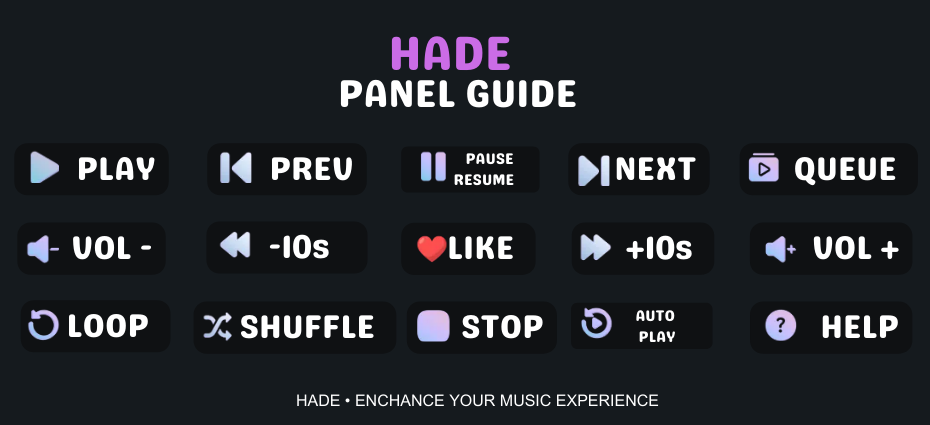 HADE
PANEL GUIDE
PLAY
PREV
PAUSE
RESUME
NEXT
QUEUE
VOL -
-10s
LIKE
+10s
VOL +
LOOP
SHUFFLE
STOP
AUTO
PLAY
HELP
HADE • ENCHANCE YOUR MUSIC EXPERIENCE